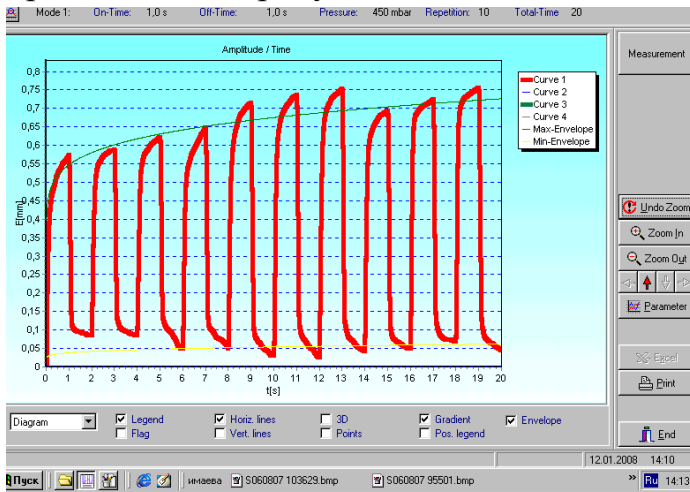 Mode 1: On-Time: 1,0 s Off-Time: 1,0 s Pressure: 450 mbar Repetition: 10 Total-Time 20
Amplitude / Time
Measurement
0,8
0,75
0,7
0,65
0,6
0,55
0,5
0,45
0,4
0,35
0,3
0,25
0,2
0,15
0,1
0,05
0
E[mm]
0 1 2 3 4 5 6 7 8 9 10 11 12 13 14 15 16 17 18 19 20
t[s]
Curve 1
Curve 2
Curve 3
Curve 4
Max-Envelope
Min-Envelope
Undo Zoom
Zoom In
Zoom Out
Parameter
Excel
Print
End
Diagram
Legend Horiz. lines 3D Gradient Envelope
Flag Vert. lines Points Pos. legend
12.01.2008 14:10
Пуск имаева S060807 103629.bmp S060807 95501.bmp » Ru 14:13